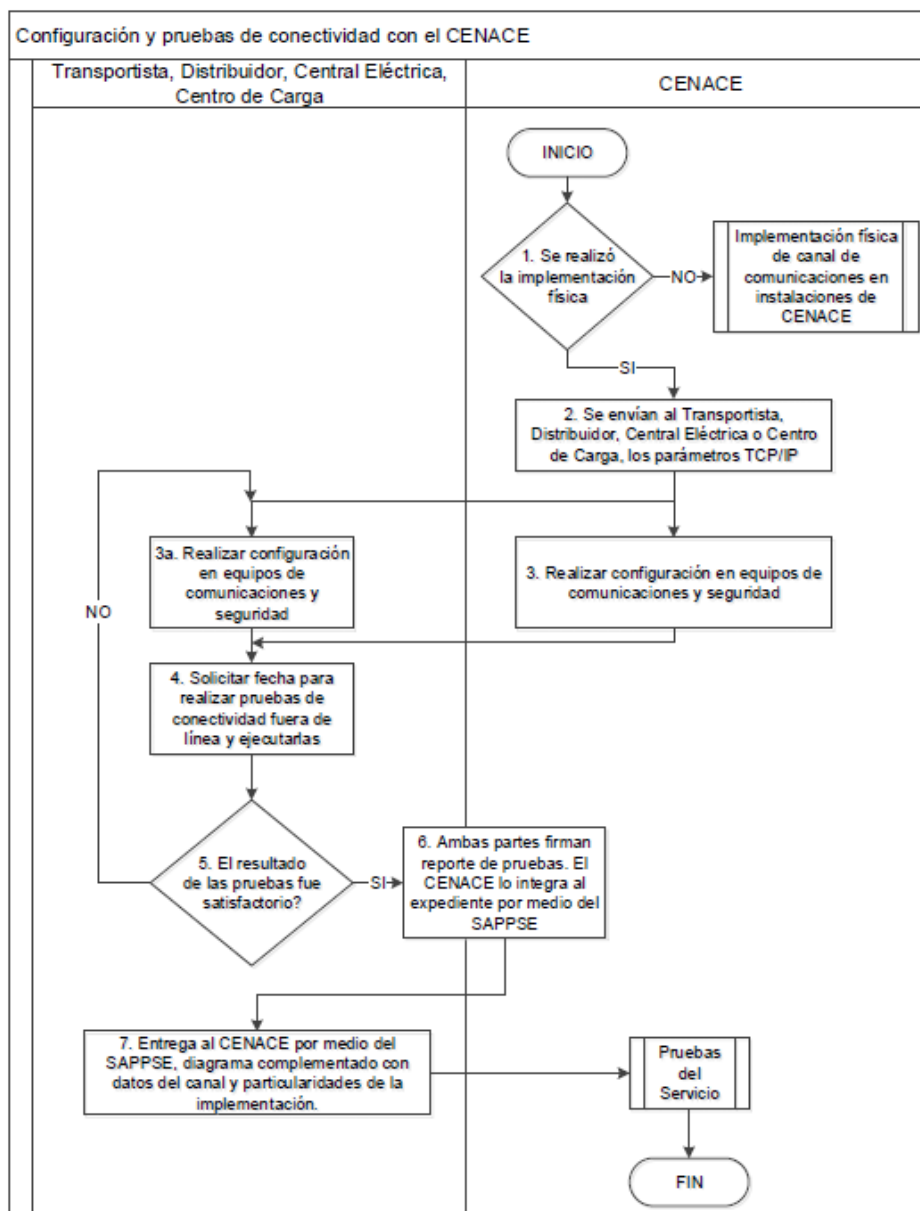 Configuración y pruebas de conectividad con el CENACE
Transportista, Distribuidor, Central Eléctrica,
Centro de Carga
CENACE
INICIO
1. Se realizó
la implementación
física
NO
Implementación física
de canal de
comunicaciones en
instalaciones de
CENACE
SI
2. Se envían al Transportista,
Distribuidor, Central Eléctrica o Centro
de Carga, los parámetros TCP/IP
3a. Realizar configuración
en equipos de
comunicaciones y
seguridad
3. Realizar configuración en equipos de
comunicaciones y seguridad
NO
4. Solicitar fecha para
realizar pruebas de
conectividad fuera de
línea y ejecutarlas
5. El resultado
de las pruebas fue
satisfactorio?
SI
6. Ambas partes firman
reporte de pruebas. El
CENACE lo integra al
expediente por medio del
SAPPSE
7. Entrega al CENACE por medio del
SAPPSE, diagrama complementado con
datos del canal y particularidades de la
implementación.
Pruebas
del
Servicio
FIN